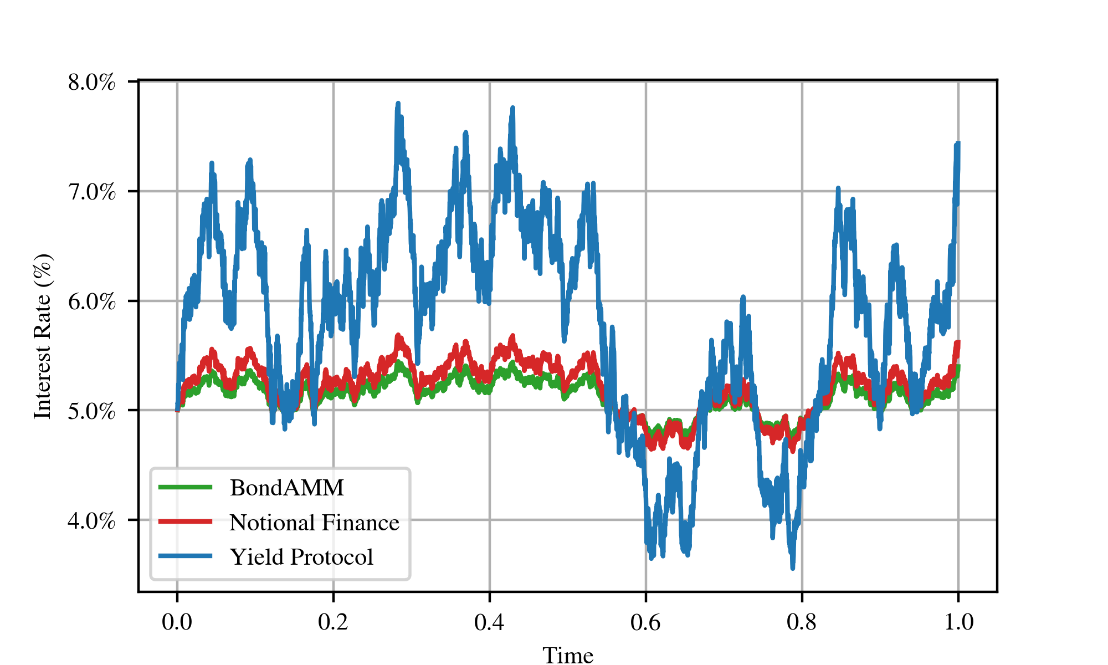 8.0%
7.0%
6.0%
5.0%
4.0%
Interest Rate (%)
BondAMM
Notional Finance
Yield Protocol
0.0 0.2 0.4 0.6 0.8 1.0
Time